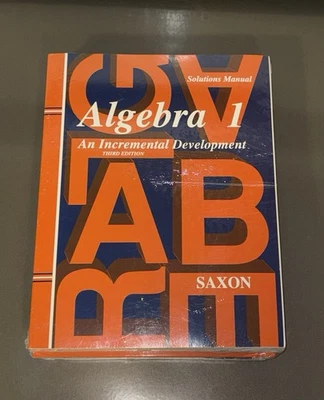 Solutions Manual
Algebra 1
An Incremental Development
THIRD EDITION
SAXON
A
L
G
E
B
R
A